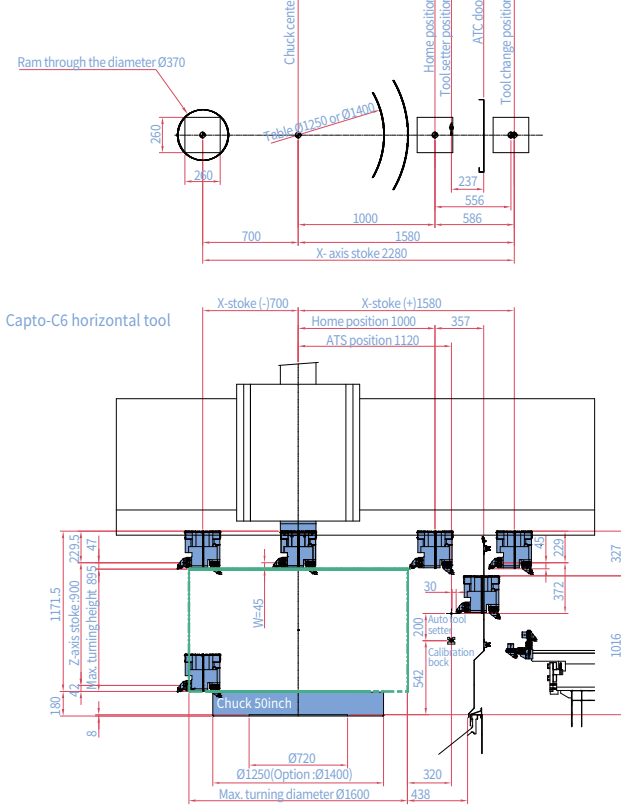 Chuck cente
Home position
Tool setter position
ATC doo
Tool change position
Ram through the diameter Ø370
Table Ø1250 or Ø1400
260
260
237
556
1000
586
700
1580
X- axis stoke 2280
Capto-C6 horizontal tool
X-stoke (-)700
X-stoke (+)1580
Home position 1000
357
ATS position 1120
1171.5
229.5
47
Z-axis stoke :900
Max. turning height 895
42
180
8
W=45
45
229
372
327
1016
30
200
Auto tool
setter
Calibration
bock
542
Chuck 50inch
Ø720
Ø1250(Option :Ø1400)
320
Max. turning diameter Ø1600
438